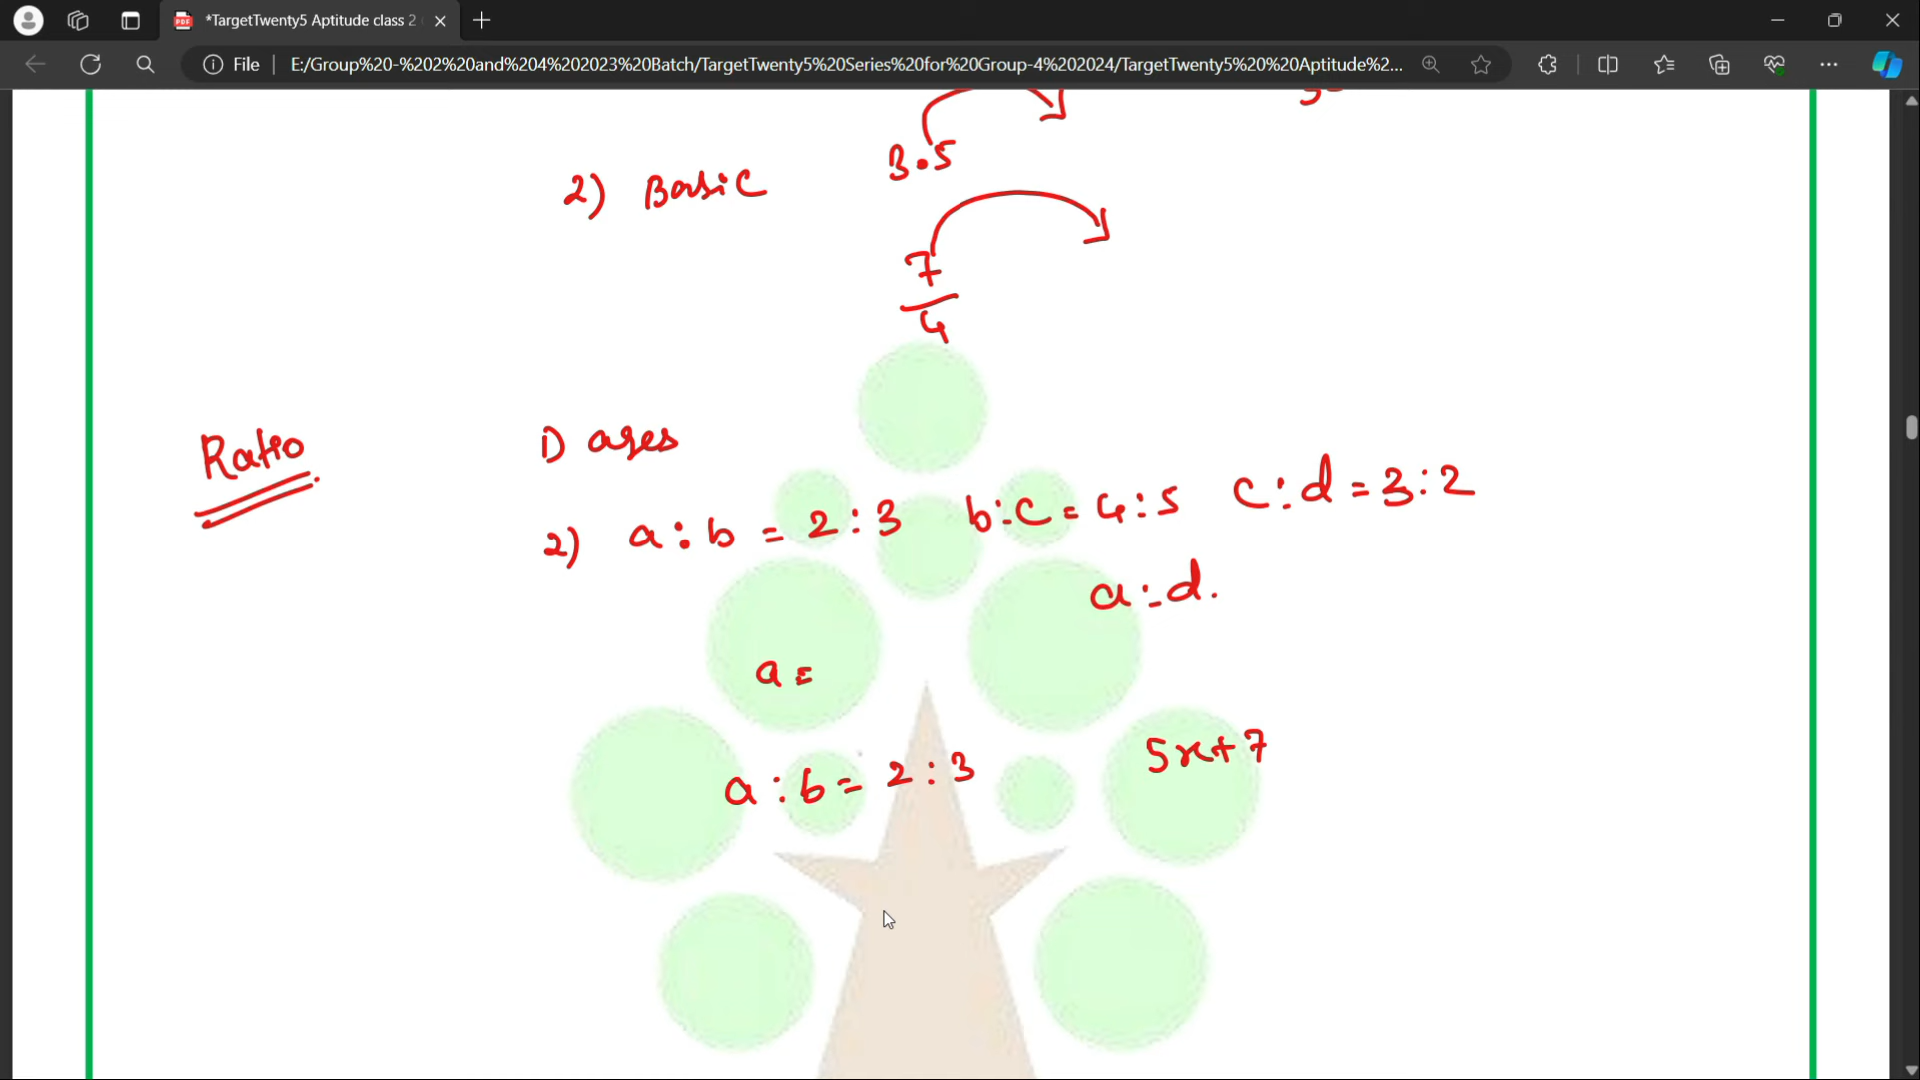 *TargetTwenty5 Aptitude class 2
File E:/Group%20-%202%20and%204%202023%20Batch/TargetTwenty5%20Series%20for%20Group-4%202024/TargetTwenty5%20%20Aptitude%2...
3.5
2) Basic
7
4
Ratio
1) ages
2) a:b = 2:3 b:c = 4:5 c:d = 3:2
a:d.
a =
a:b = 2:3 5x+7